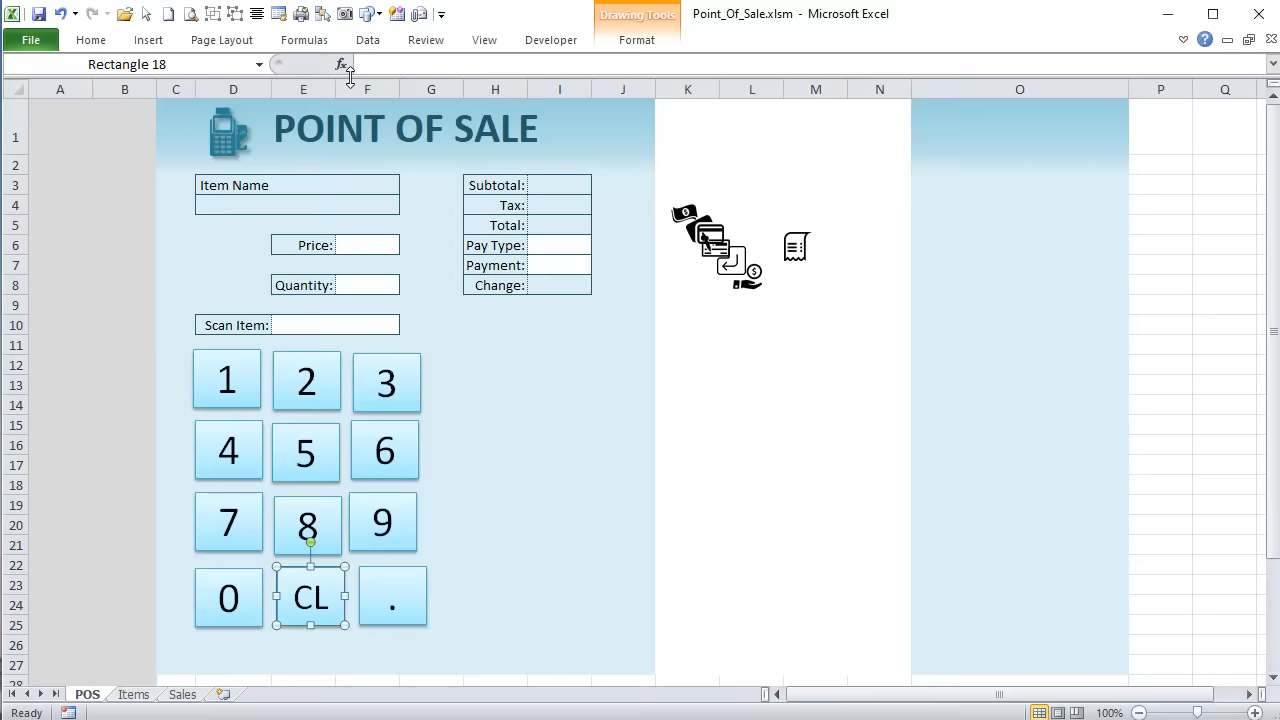 Drawing Tools
Point_Of_Sale.xlsm - Microsoft Excel
File Home Insert Page Layout Formulas Data Review View Developer Format
Rectangle 18 fx
A B C D E F G H I J K L M N O P Q
1 POINT OF SALE
2
3 Item Name Subtotal:
4 Tax:
5 Total:
6 Price: Pay Type:
7 Payment:
8 Quantity: Change:
9
10 Scan Item:
11
12 1 2 3
13
14
15
16 4 5 6
17
18
19
20 7 8 9
21
22
23
24 0 CL .
25
26
27
28
POS Items Sales
Ready 100%